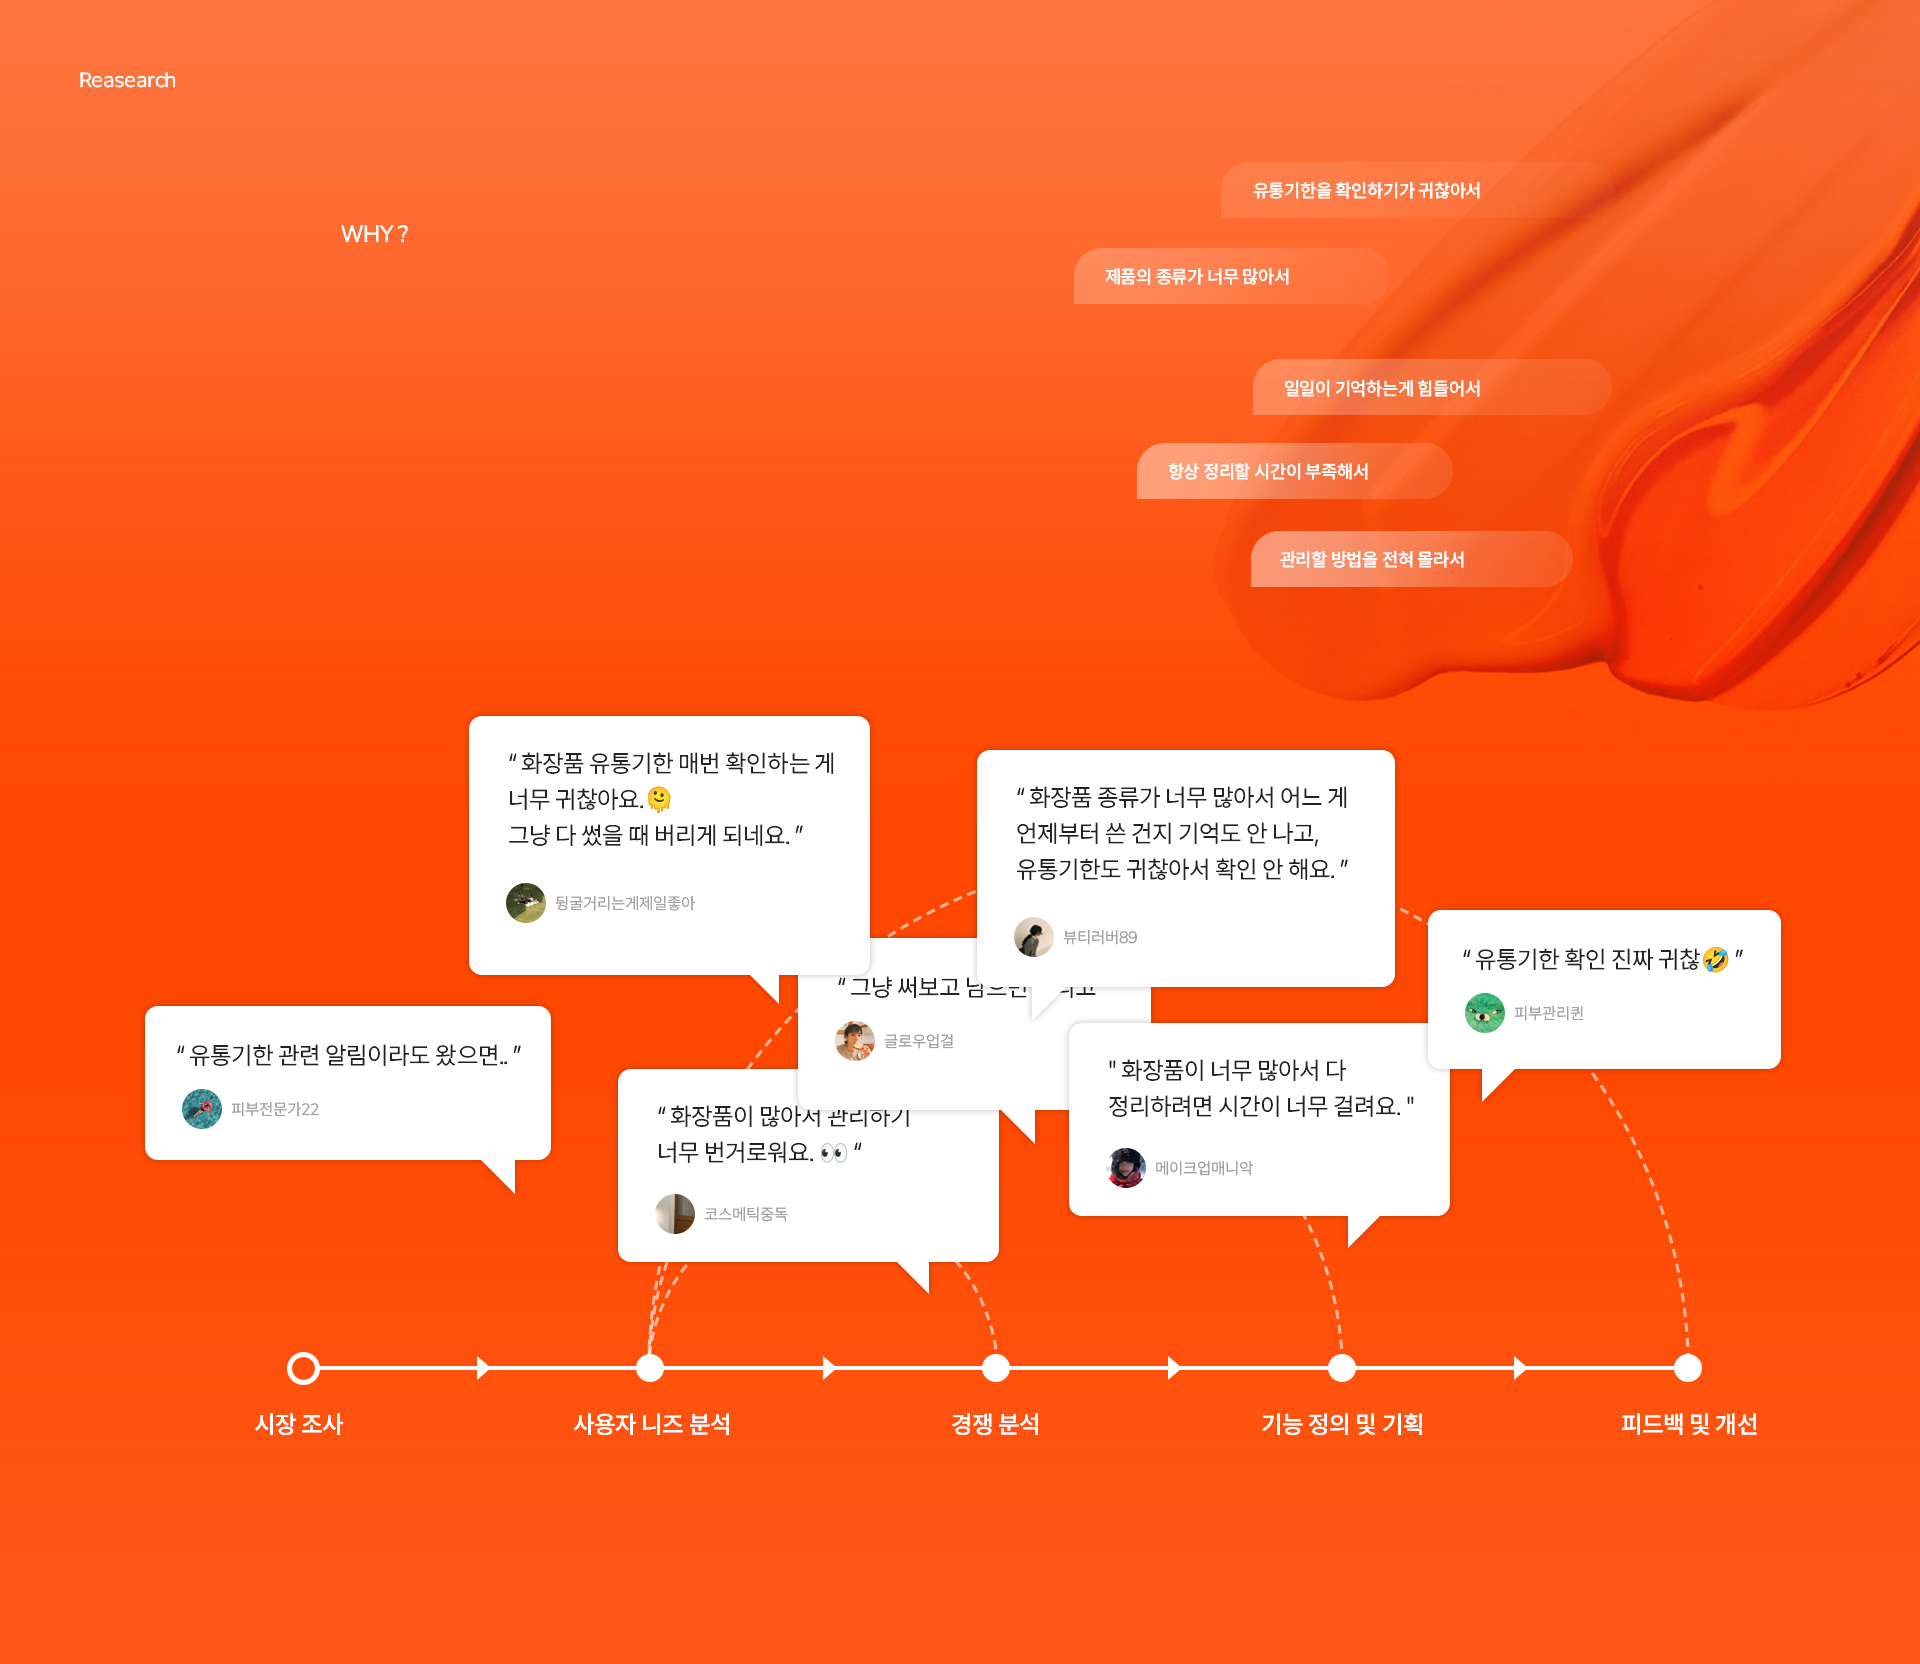 Reasearch
WHY ?
유통기한을 확인하기가 귀찮아서
제품의 종류가 너무 많아서
일일이 기억하는게 힘들어서
항상 정리할 시간이 부족해서
관리할 방법을 전혀 몰라서
“ 화장품 유통기한 매번 확인하는 게
너무 귀찮아요.🫠
그냥 다 썼을 때 버리게 되네요. ”
뒹굴거리는게제일좋아
“ 화장품 종류가 너무 많아서 어느 게
언제부터 쓴 건지 기억도 안 나고,
유통기한도 귀찮아서 확인 안 해요. ”
뷰티러버89
“ 유통기한 확인 진짜 귀찮🤣 ”
피부관리퀸
“ 그냥 써보고 남으면
글로우업걸
“ 유통기한 관련 알림이라도 왔으면.. ”
피부전문가22
" 화장품이 너무 많아서 다
정리하려면 시간이 너무 걸려요. "
메이크업매니악
“ 화장품이 많아서 관리하기
너무 번거로워요. 👀 “
코스메틱중독
시장 조사
사용자 니즈 분석
경쟁 분석
기능 정의 및 기획
피드백 및 개선